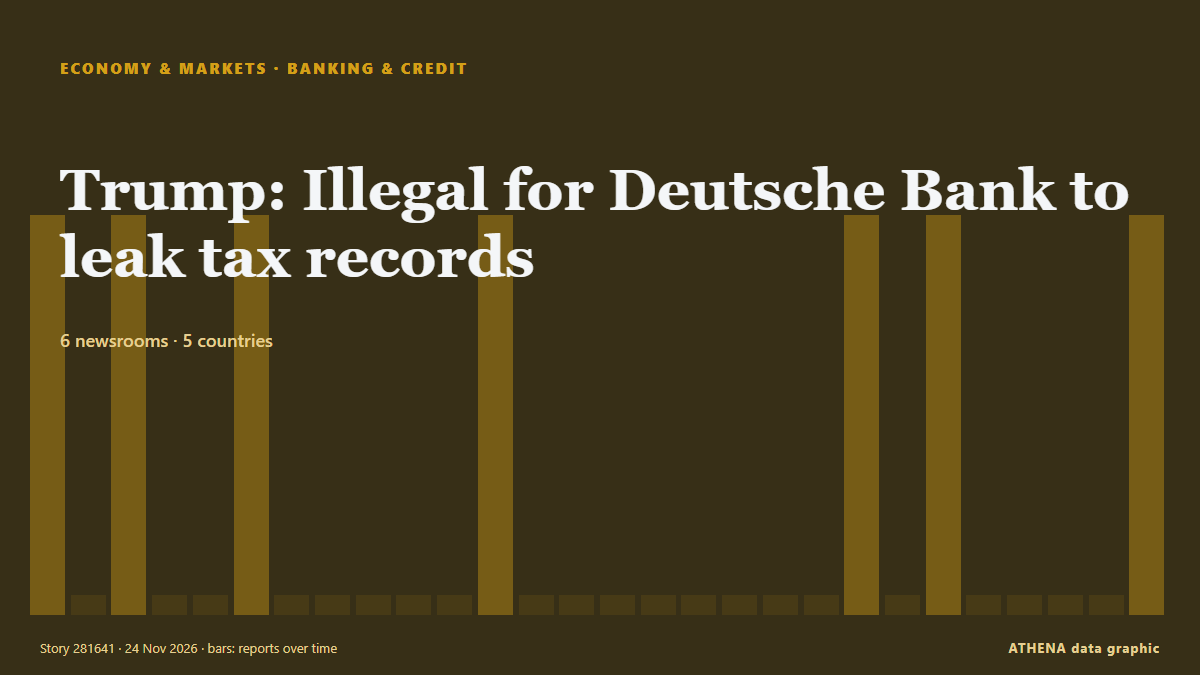 ECONOMY & MARKETS · BANKING & CREDIT
Trump: Illegal for Deutsche Bank to
leak tax records
6 newsrooms · 5 countries
Story 281641 · 24 Nov 2026 · bars: reports over time
ATHENA data graphic